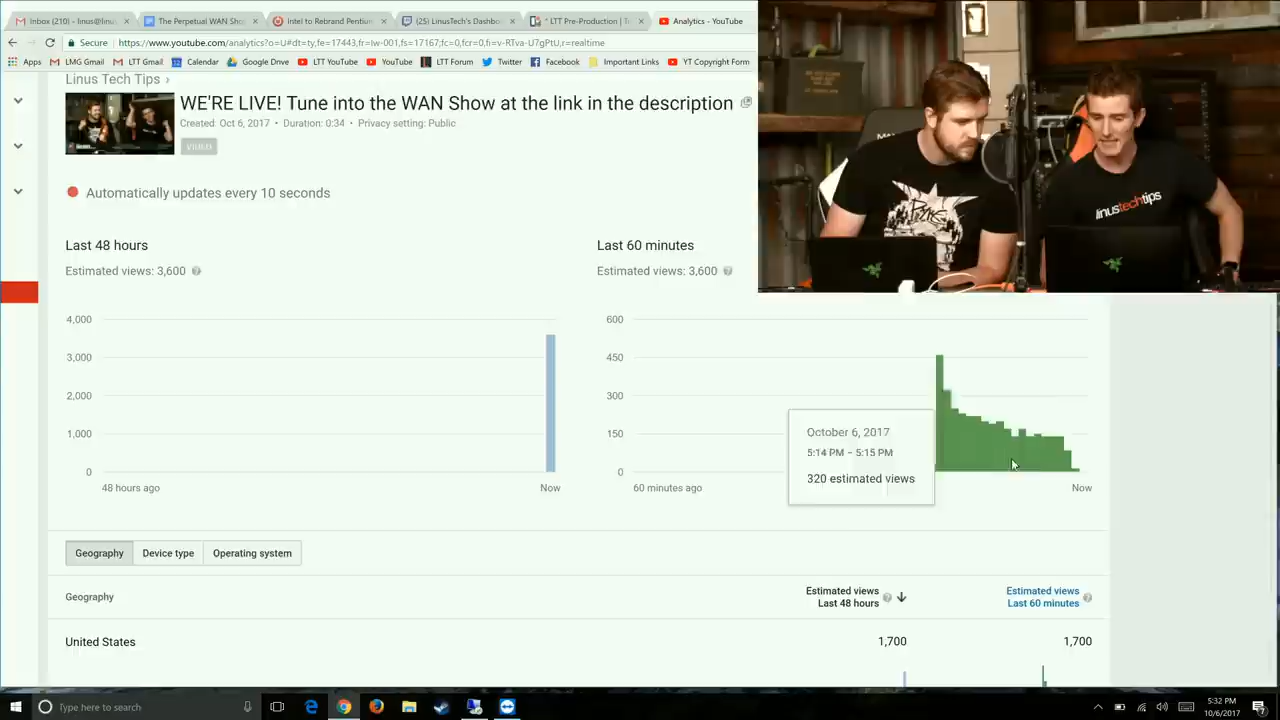 Inbox (210) - linus@linust
The Perpetual WAN Sho
Intel to Rebrand Pentium
(25) LinusTech's Dashbo
* LTT Pre-Production | T
Analytics - YouTube
Secure
https://www.youtube.com/analytics?o=U#dt=ty,fe=17443,fr=lw-001,fs=17167;fc=0,fcr=0,fi=v-RTva-U7gPtU,r=realtime
Apps
LMG Gmail
LTT Gmail
Calendar
Google Drive
LTT YouTube
YouTube
LTT Forum
Twitter
Facebook
Important Links
YT Copyright Form
Linus Tech Tips
WE'RE LIVE! Tune into the WAN Show at the link in the description
Created: Oct 6, 2017 • Duration: 0:34 • Privacy setting: Public
VIDEO
Automatically updates every 10 seconds
Last 48 hours
Estimated views: 3,600
Last 60 minutes
Estimated views: 3,600
4,000
3,000
2,000
1,000
0
48 hours ago
Now
600
450
300
150
0
60 minutes ago
Now
October 6, 2017
5:14 PM – 5:15 PM
320 estimated views
linustechtips
Geography
Device type
Operating system
Geography
Estimated views
Last 48 hours
Estimated views
Last 60 minutes
United States
1,700
1,700
Type here to search
5:32 PM
10/6/2017